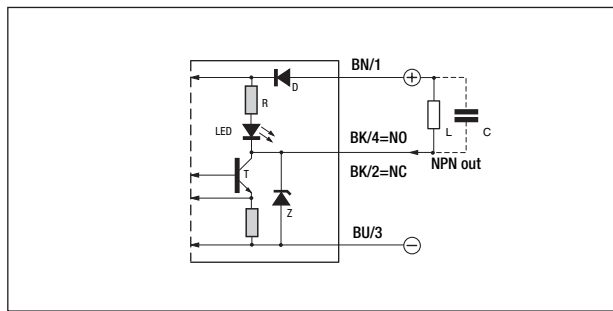 BN/1
+
D
R
LED
L
C
BK/4=NO
NPN out
BK/2=NC
T
Z
BU/3
−